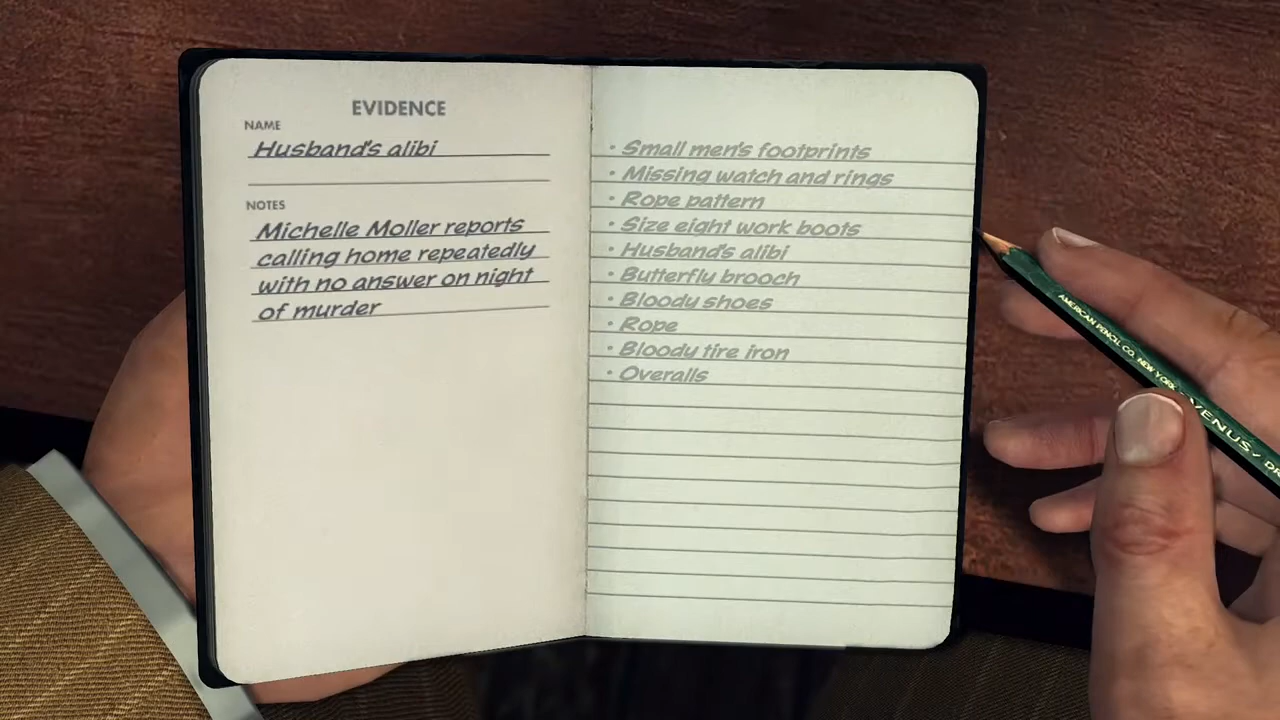 EVIDENCE
NAME
Husband's alibi
NOTES
Michelle Moller reports
calling home repeatedly
with no answer on night
of murder
• Small men's footprints
• Missing watch and rings
• Rope pattern
• Size eight work boots
• Husband's alibi
• Butterfly brooch
• Bloody shoes
• Rope
• Bloody tire iron
• Overalls
AMERICAN PENCIL CO. NEW YORK
VENUS